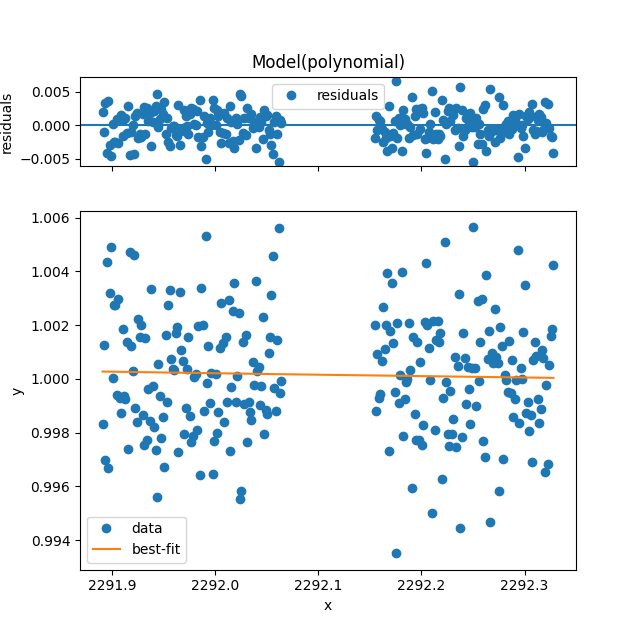 Model(polynomial)
residuals
0.005
0.000
−0.005
residuals
1.006
1.004
1.002
1.000
0.998
0.996
0.994
y
data
best-fit
2291.9
2292.0
2292.1
2292.2
2292.3
x